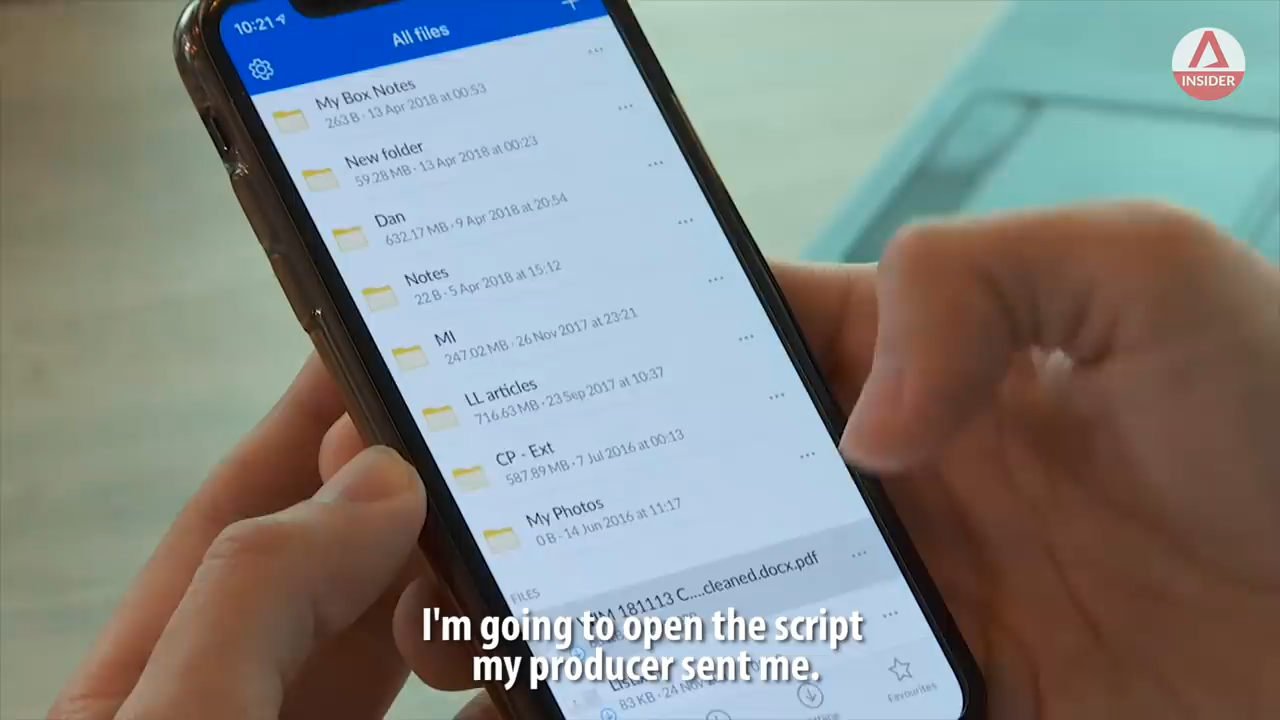 10:21
All files
INSIDER
My Box Notes
263 B - 13 Apr 2018 at 00:53
New folder
59.28 MB - 13 Apr 2018 at 00:23
Dan
632.17 MB - 9 Apr 2018 at 20:54
Notes
22 B - 5 Apr 2018 at 15:12
MI
247.02 MB - 26 Nov 2017 at 23:21
LL articles
716.63 MB - 23 Sep 2017 at 10:37
CP - Ext
587.89 MB - 7 Jul 2016 at 00:13
My Photos
0 B - 14 Jun 2016 at 11:17
FILES
181113 C....cleaned.docx.pdf
83 KB - 24
Favourites
I'm going to open the script
my producer sent me.